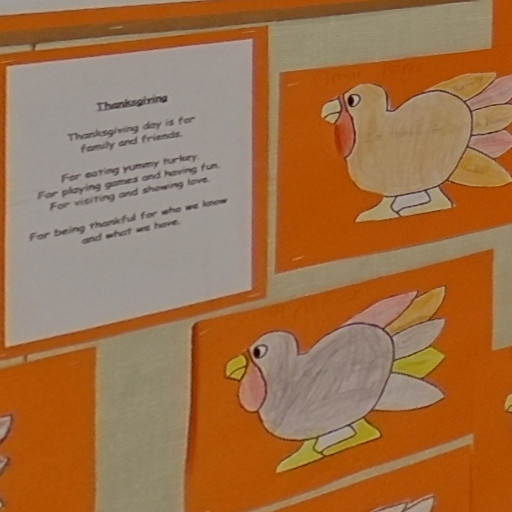 Thanksgiving
Thanksgiving day is for
family and friends.
For eating yummy turkey.
For playing games and having fun.
For visiting and showing love.
For being thankful for who we know
and what we have.